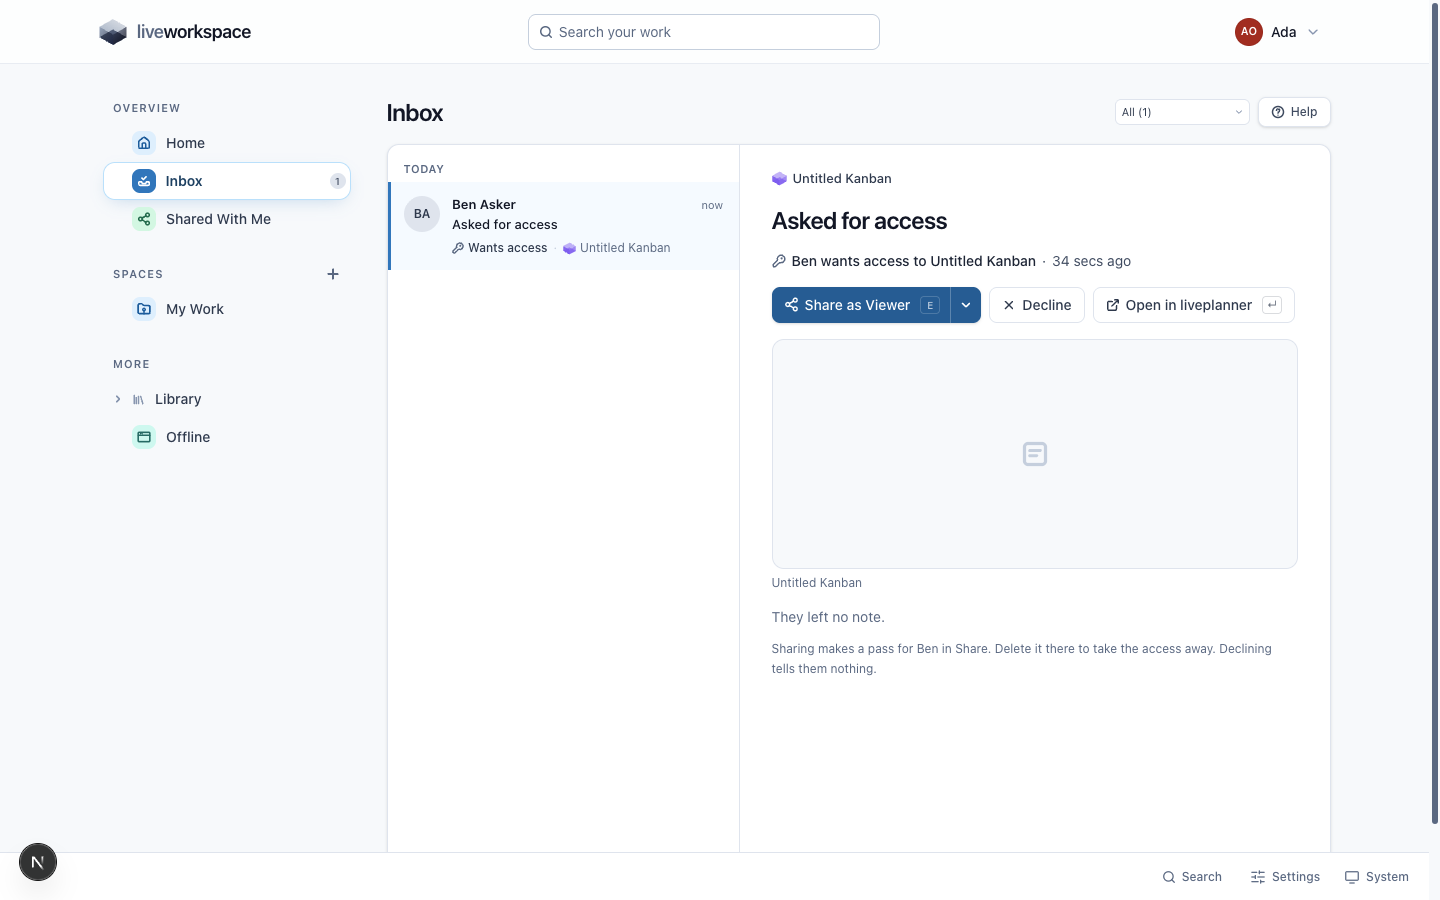 liveworkspace
Search your work
AO Ada
OVERVIEW
Home
Inbox 1
Shared With Me
SPACES
My Work
MORE
Library
Offline
Inbox
All (1)
Help
TODAY
BA
Ben Asker now
Asked for access
Wants access · Untitled Kanban
Untitled Kanban
Asked for access
Ben wants access to Untitled Kanban · 34 secs ago
Share as Viewer E
Decline
Open in liveplanner ↵
Untitled Kanban
They left no note.
Sharing makes a pass for Ben in Share. Delete it there to take the access away. Declining
tells them nothing.
N
Search
Settings
System